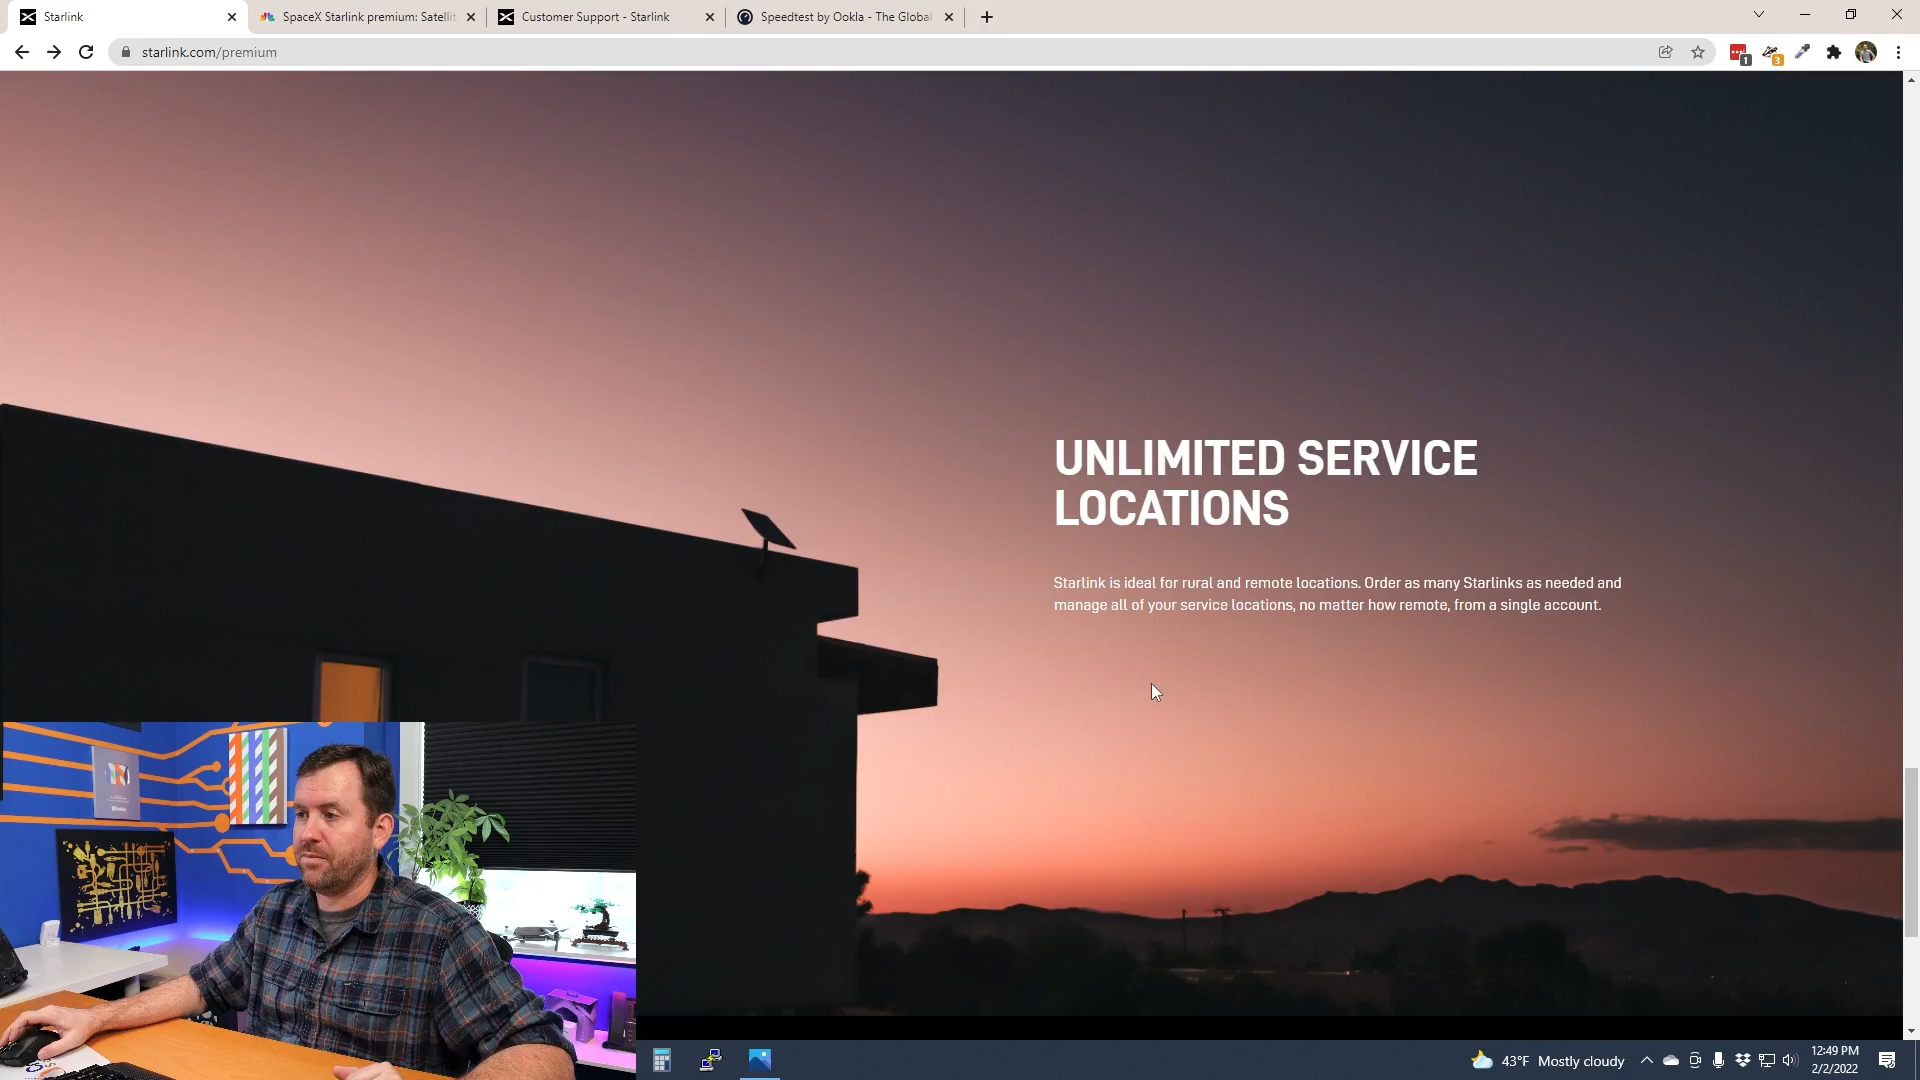 Starlink
SpaceX Starlink premium: Satellit
Customer Support - Starlink
Speedtest by Ookla - The Global
starlink.com/premium
1
3
UNLIMITED SERVICE
LOCATIONS
Starlink is ideal for rural and remote locations. Order as many Starlinks as needed and
manage all of your service locations, no matter how remote, from a single account.
43°F Mostly cloudy
12:49 PM
2/2/2022